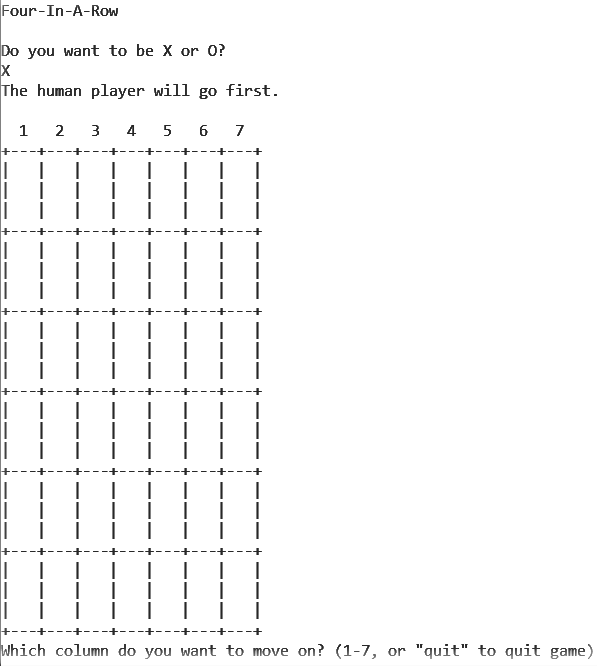 Four-In-A-Row
Do you want to be X or O?
X
The human player will go first.
  1   2   3   4   5   6   7
+---+---+---+---+---+---+---+
|   |   |   |   |   |   |   |
|   |   |   |   |   |   |   |
|   |   |   |   |   |   |   |
+---+---+---+---+---+---+---+
|   |   |   |   |   |   |   |
|   |   |   |   |   |   |   |
|   |   |   |   |   |   |   |
+---+---+---+---+---+---+---+
|   |   |   |   |   |   |   |
|   |   |   |   |   |   |   |
|   |   |   |   |   |   |   |
+---+---+---+---+---+---+---+
|   |   |   |   |   |   |   |
|   |   |   |   |   |   |   |
|   |   |   |   |   |   |   |
+---+---+---+---+---+---+---+
|   |   |   |   |   |   |   |
|   |   |   |   |   |   |   |
|   |   |   |   |   |   |   |
+---+---+---+---+---+---+---+
|   |   |   |   |   |   |   |
|   |   |   |   |   |   |   |
|   |   |   |   |   |   |   |
+---+---+---+---+---+---+---+
Which column do you want to move on? (1-7, or "quit" to quit game)